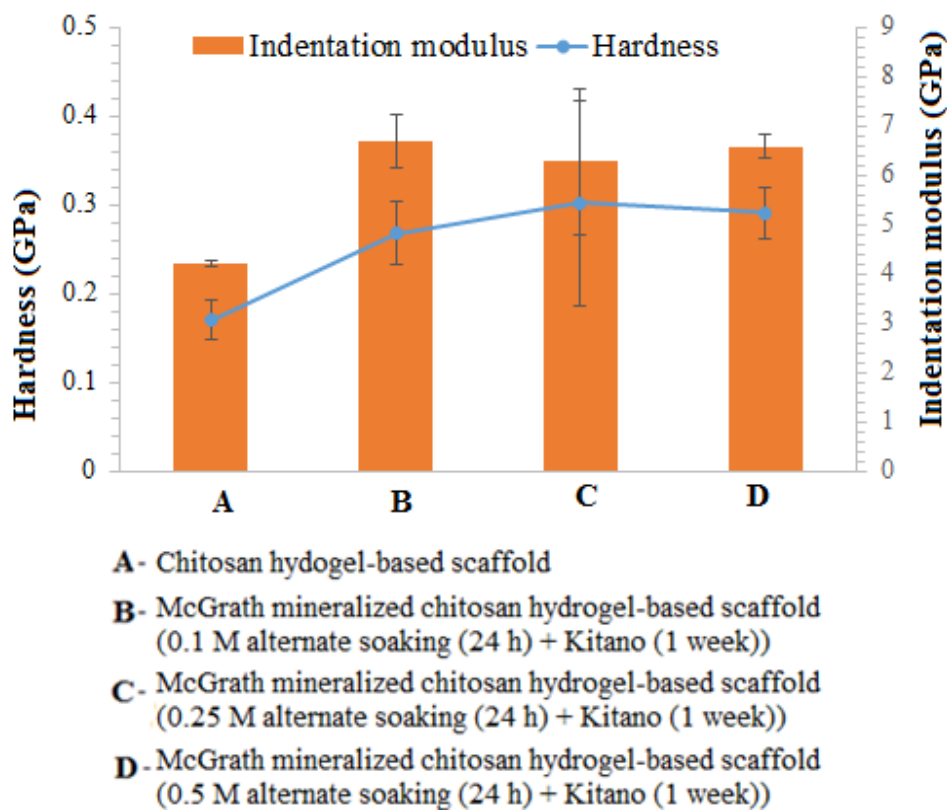 0.5
0.4
0.3
0.2
0.1
0
Hardness (GPa)
Indentation modulus
Hardness
9
8
7
6
5
4
3
2
1
0
Indentation modulus (GPa)
A
B
C
D
A- Chitosan hydogel-based scaffold
B- McGrath mineralized chitosan hydrogel-based scaffold
(0.1 M alternate soaking (24 h) + Kitano (1 week))
C- McGrath mineralized chitosan hydrogel-based scaffold
(0.25 M alternate soaking (24 h) + Kitano (1 week))
D- McGrath mineralized chitosan hydrogel-based scaffold
(0.5 M alternate soaking (24 h) + Kitano (1 week))